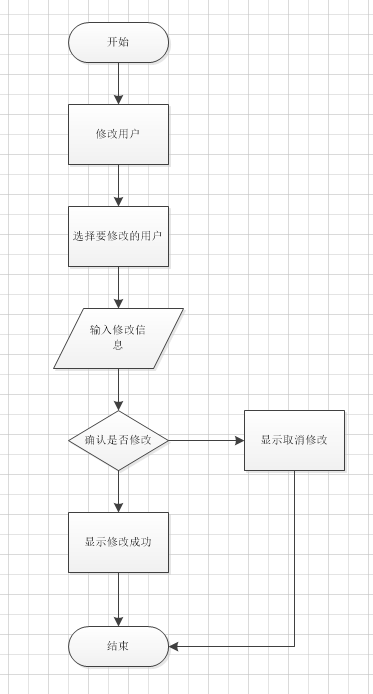 开始
修改用户
选择要修改的用户
输入修改信
息
确认是否修改
显示取消修改
显示修改成功
结束